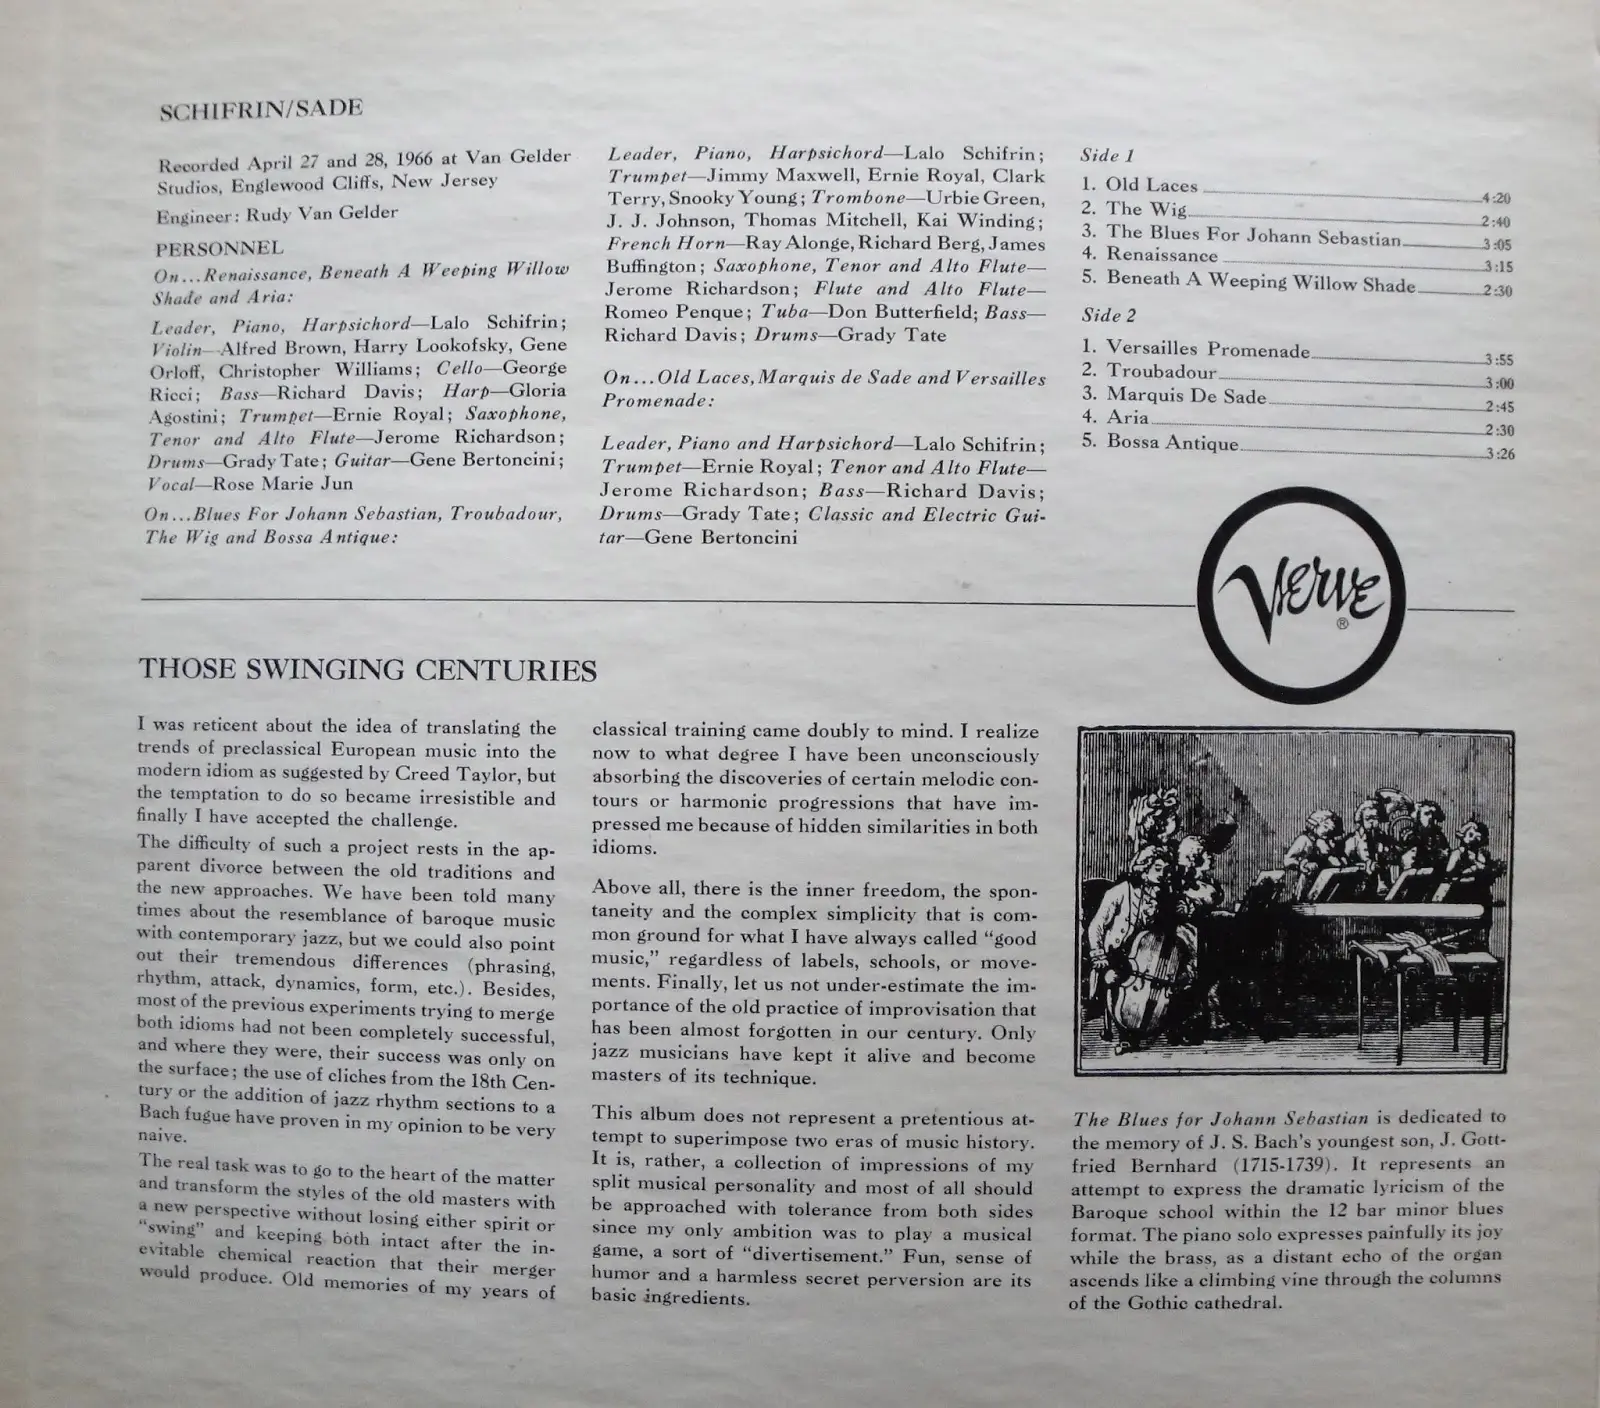 SCHIFRIN/SADE
Recorded April 27 and 28, 1966 at Van Gelder
Studios, Englewood Cliffs, New Jersey
Engineer: Rudy Van Gelder
PERSONNEL
On...Renaissance, Beneath A Weeping Willow
Shade and Aria:
Leader, Piano, Harpsichord—Lalo Schifrin;
Violin—Alfred Brown, Harry Lookofsky, Gene
Orloff, Christopher Williams; Cello—George
Ricci; Bass—Richard Davis; Harp—Gloria
Agostini; Trumpet—Ernie Royal; Saxophone,
Tenor and Alto Flute—Jerome Richardson;
Drums—Grady Tate; Guitar—Gene Bertoncini;
Vocal—Rose Marie Jun
On...Blues For Johann Sebastian, Troubadour,
The Wig and Bossa Antique:
Leader, Piano, Harpsichord—Lalo Schifrin;
Trumpet—Jimmy Maxwell, Ernie Royal, Clark
Terry, Snooky Young; Trombone—Urbie Green,
J. J. Johnson, Thomas Mitchell, Kai Winding;
French Horn—Ray Alonge, Richard Berg, James
Buffington; Saxophone, Tenor and Alto Flute—
Jerome Richardson; Flute and Alto Flute—
Romeo Penque; Tuba—Don Butterfield; Bass—
Richard Davis; Drums—Grady Tate
On...Old Laces, Marquis de Sade and Versailles
Promenade:
Leader, Piano and Harpsichord—Lalo Schifrin;
Trumpet—Ernie Royal; Tenor and Alto Flute—
Jerome Richardson; Bass—Richard Davis;
Drums—Grady Tate; Classic and Electric Gui-
tar—Gene Bertoncini
Side 1
1. Old Laces 4:20
2. The Wig 2:40
3. The Blues For Johann Sebastian 3:05
4. Renaissance 3:15
5. Beneath A Weeping Willow Shade 2:30
Side 2
1. Versailles Promenade 3:55
2. Troubadour 3:00
3. Marquis De Sade 2:45
4. Aria 2:30
5. Bossa Antique 3:26
VERVE
®
THOSE SWINGING CENTURIES
I was reticent about the idea of translating the
trends of preclassical European music into the
modern idiom as suggested by Creed Taylor, but
the temptation to do so became irresistible and
finally I have accepted the challenge.
The difficulty of such a project rests in the ap-
parent divorce between the old traditions and
the new approaches. We have been told many
times about the resemblance of baroque music
with contemporary jazz, but we could also point
out their tremendous differences (phrasing,
rhythm, attack, dynamics, form, etc.). Besides,
most of the previous experiments trying to merge
both idioms had not been completely successful,
and where they were, their success was only on
the surface; the use of cliches from the 18th Cen-
tury or the addition of jazz rhythm sections to a
Bach fugue have proven in my opinion to be very
naive.
The real task was to go to the heart of the matter
and transform the styles of the old masters with
a new perspective without losing either spirit or
“swing” and keeping both intact after the in-
evitable chemical reaction that their merger
would produce. Old memories of my years of
classical training came doubly to mind. I realize
now to what degree I have been unconsciously
absorbing the discoveries of certain melodic con-
tours or harmonic progressions that have im-
pressed me because of hidden similarities in both
idioms.
Above all, there is the inner freedom, the spon-
taneity and the complex simplicity that is com-
mon ground for what I have always called “good
music,” regardless of labels, schools, or move-
ments. Finally, let us not under-estimate the im-
portance of the old practice of improvisation that
has been almost forgotten in our century. Only
jazz musicians have kept it alive and become
masters of its technique.
This album does not represent a pretentious at-
tempt to superimpose two eras of music history.
It is, rather, a collection of impressions of my
split musical personality and most of all should
be approached with tolerance from both sides
since my only ambition was to play a musical
game, a sort of “divertisement.” Fun, sense of
humor and a harmless secret perversion are its
basic ingredients.
The Blues for Johann Sebastian is dedicated to
the memory of J. S. Bach’s youngest son, J. Gott-
fried Bernhard (1715-1739). It represents an
attempt to express the dramatic lyricism of the
Baroque school within the 12 bar minor blues
format. The piano solo expresses painfully its joy
while the brass, as a distant echo of the organ
ascends like a climbing vine through the columns
of the Gothic cathedral.